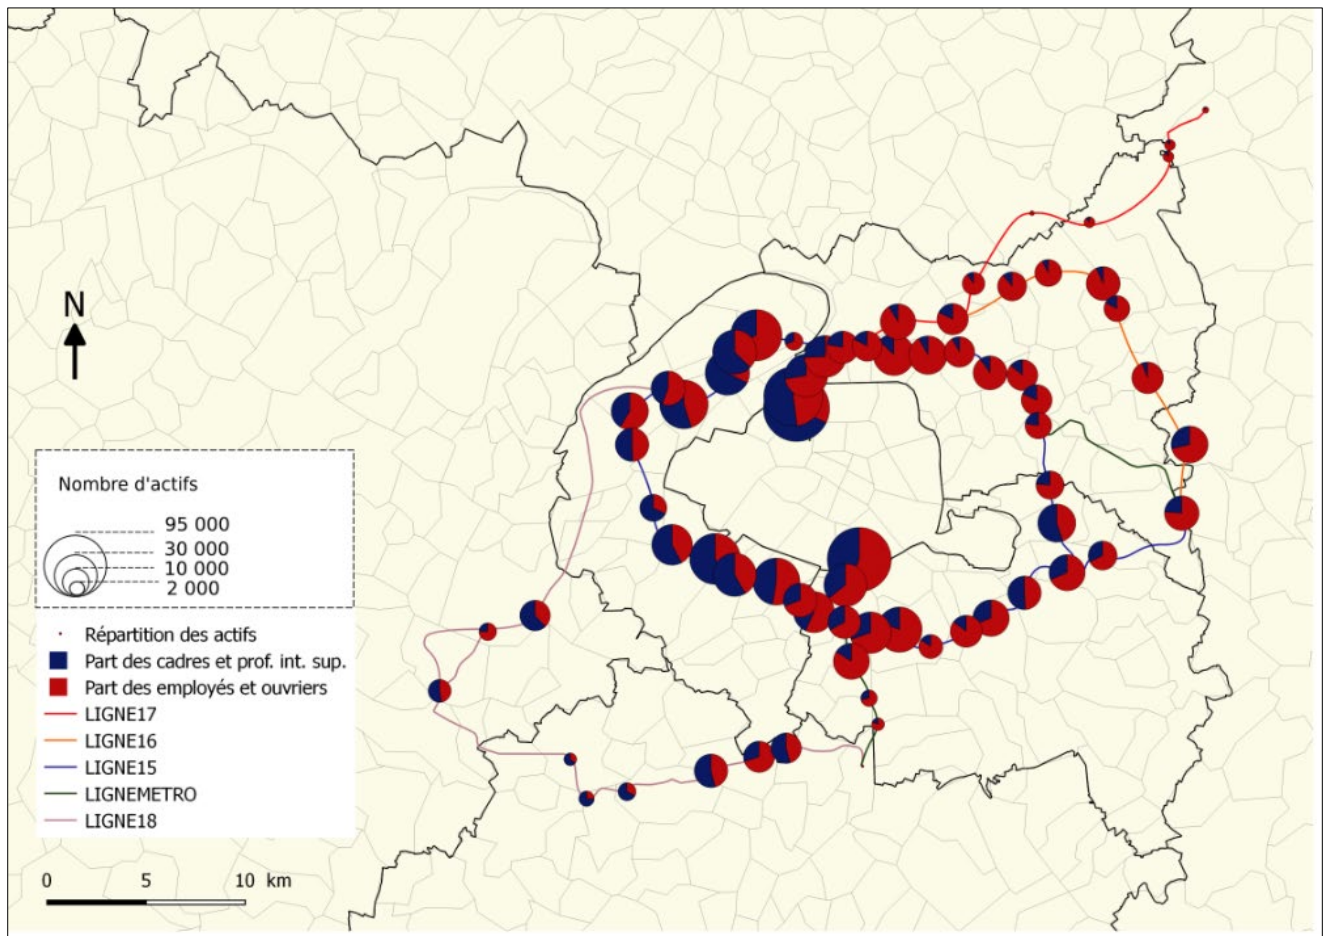 N
Nombre d'actifs
95 000
30 000
10 000
2 000
Répartition des actifs
Part des cadres et prof. int. sup.
Part des employés et ouvriers
LIGNE17
LIGNE16
LIGNE15
LIGNEMETRO
LIGNE18
0 5 10 km